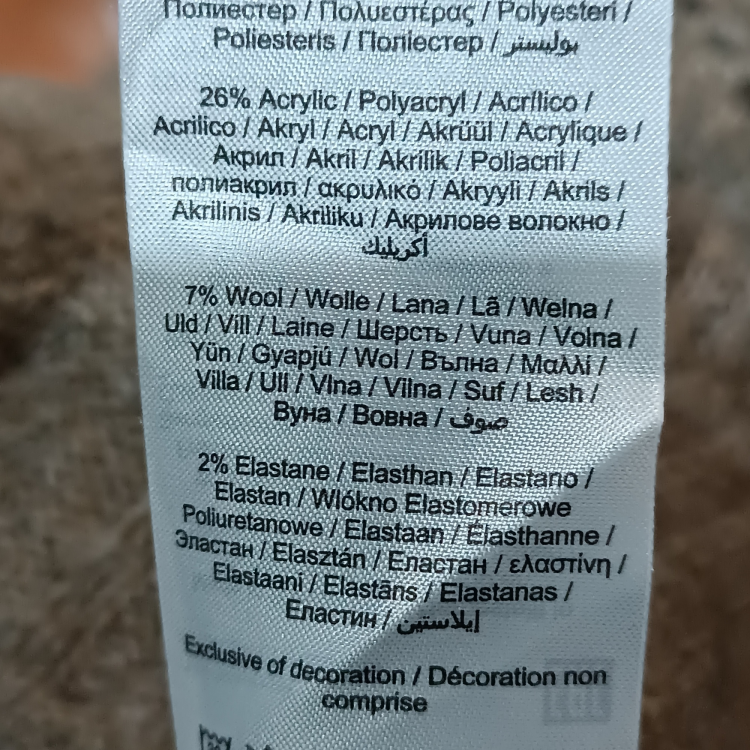 Полиестер / Πολυεστέρας / Polyesteri /
Poliesteris / Поліестер / بوليستر
26% Acrylic / Polyacryl / Acrílico /
Acrilico / Akryl / Acryl / Akrüül / Acrylique /
Акрил / Akril / Akrilik / Poliacril /
полиакрил / ακρυλικό / Akryyli / Akrils /
Akrilinis / Akriliku / Акрилове волокно /
أكريليك
7% Wool / Wolle / Lana / Lã / Wełna /
Uld / Vill / Laine / Шерсть / Vuna / Volna /
Yün / Gyapjú / Wol / Вълна / Μαλλί /
Villa / Ull / Vlna / Vilna / Suf / Lesh /
Вуна / Вовна / صوف
2% Elastane / Elasthan / Elastano /
Elastan / Włókno Elastomerowe
Poliuretanowe / Elastaan / Élasthanne /
Эластан / Elasztán / Еластан / ελαστίνη /
Elastaani / Elastāns / Elastanas /
Еластин / إيلاستين
Exclusive of decoration / Décoration non
comprise